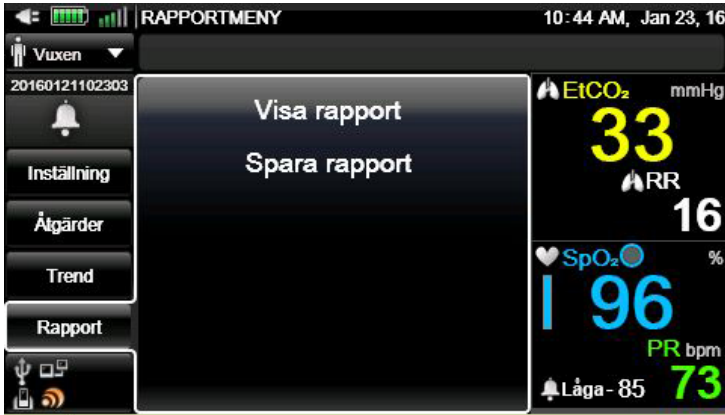 RAPPORTMENY
10:44 AM, Jan 23, 16
Vuxen
20160121102303
Inställning
Åtgärder
Trend
Rapport
Visa rapport
Spara rapport
EtCO₂ mmHg
33
RR
16
SpO₂ %
96
PR bpm
Låga- 85 73